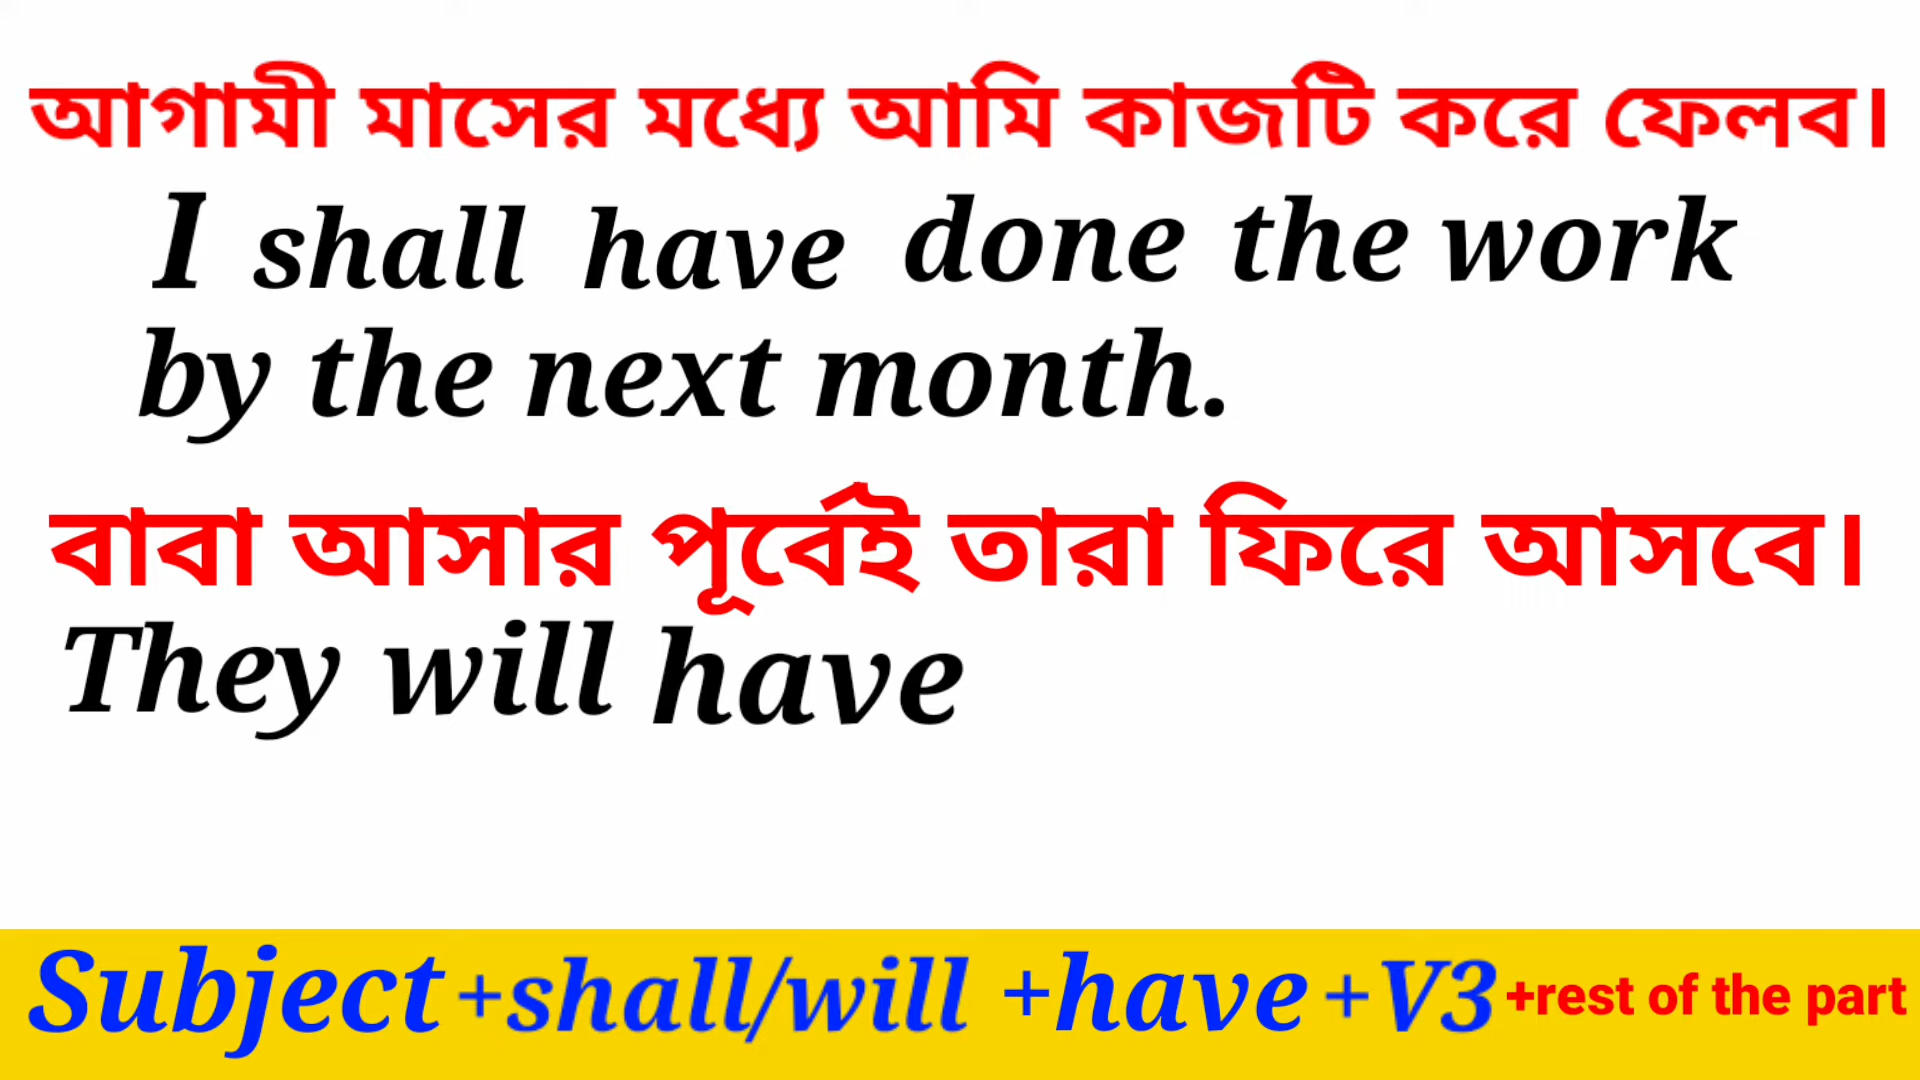 আগামী মাসের মধ্যে আমি কাজটি করে ফেলব।
I shall have done the work
by the next month.
বাবা আসার পূর্বেই তারা ফিরে আসবে।
They will have
Subject +shall/will +have +V3 +rest of the part